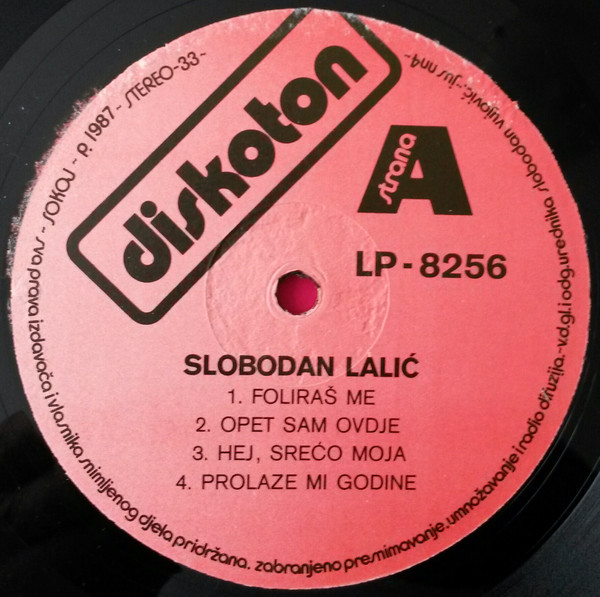 diskoton
strana
A
LP - 8256
SLOBODAN LALIĆ
1. FOLIRAŠ ME
2. OPET SAM OVDJE
3. HEJ, SREĆO MOJA
4. PROLAZE MI GODINE
STEREO-33- p. 1987 - SOKOJ - sva prava izdavača i vlasnika snimljenog djela pridržana. zabranjeno presnimavanje, umnožavanje i radio difuzija.-v.d. gl. i odg. urednika slobodan vujović-